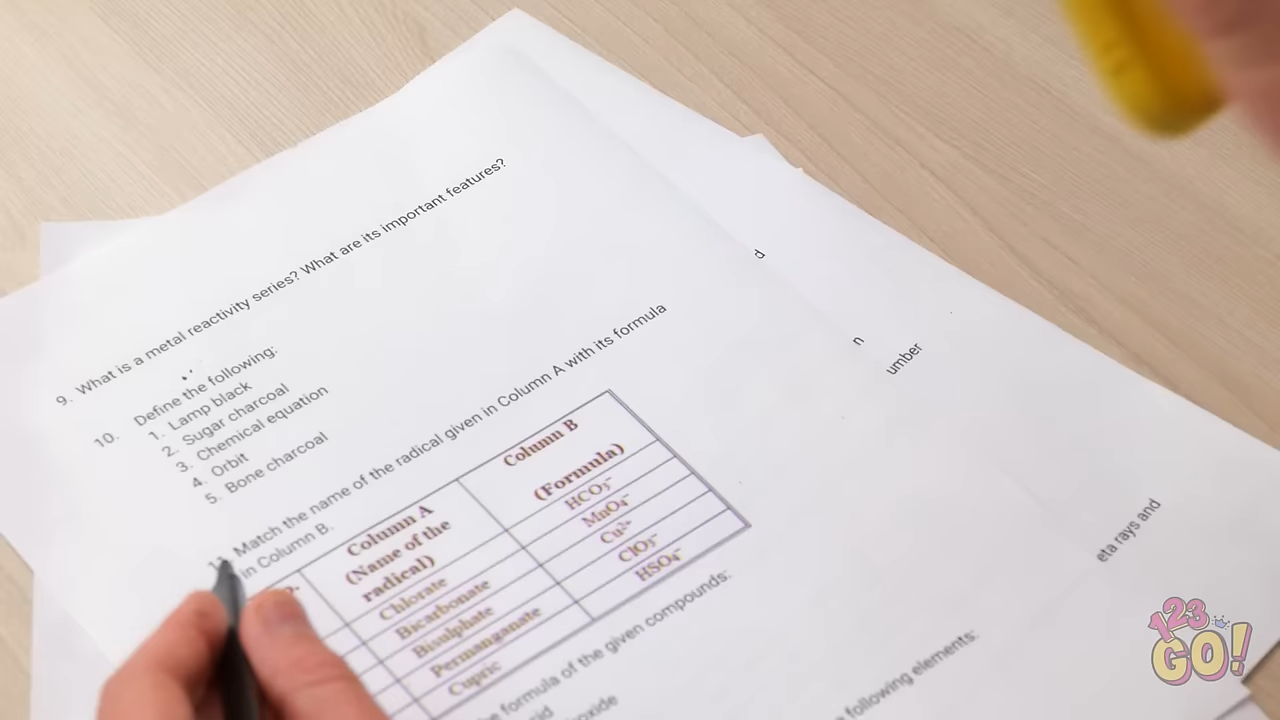 9. What is a metal reactivity series? What are its important features?
10. Define the following:
1. Lamp black
2. Sugar charcoal
3. Chemical equation
4. Orbit
5. Bone charcoal
Match the name of the radical given in Column A with its formula
in Column B.
Column A
(Name of the
radical)
Column B
(Formula)
Chlorate
HCO₃⁻
Bicarbonate
MnO₄⁻
Bisulphate
Cu²⁺
Permanganate
ClO₃⁻
Cupric
HSO₄⁻
formula of the given compounds:
following elements:
d
n
umber
eta rays and
123
GO!